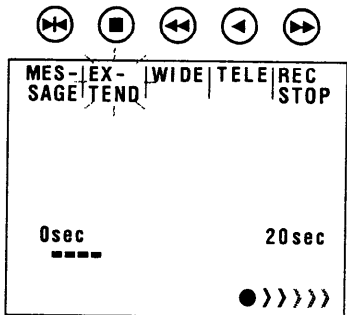 MES-|EX-|WIDE|TELE|REC
SAGE|TEND STOP
0sec 20sec